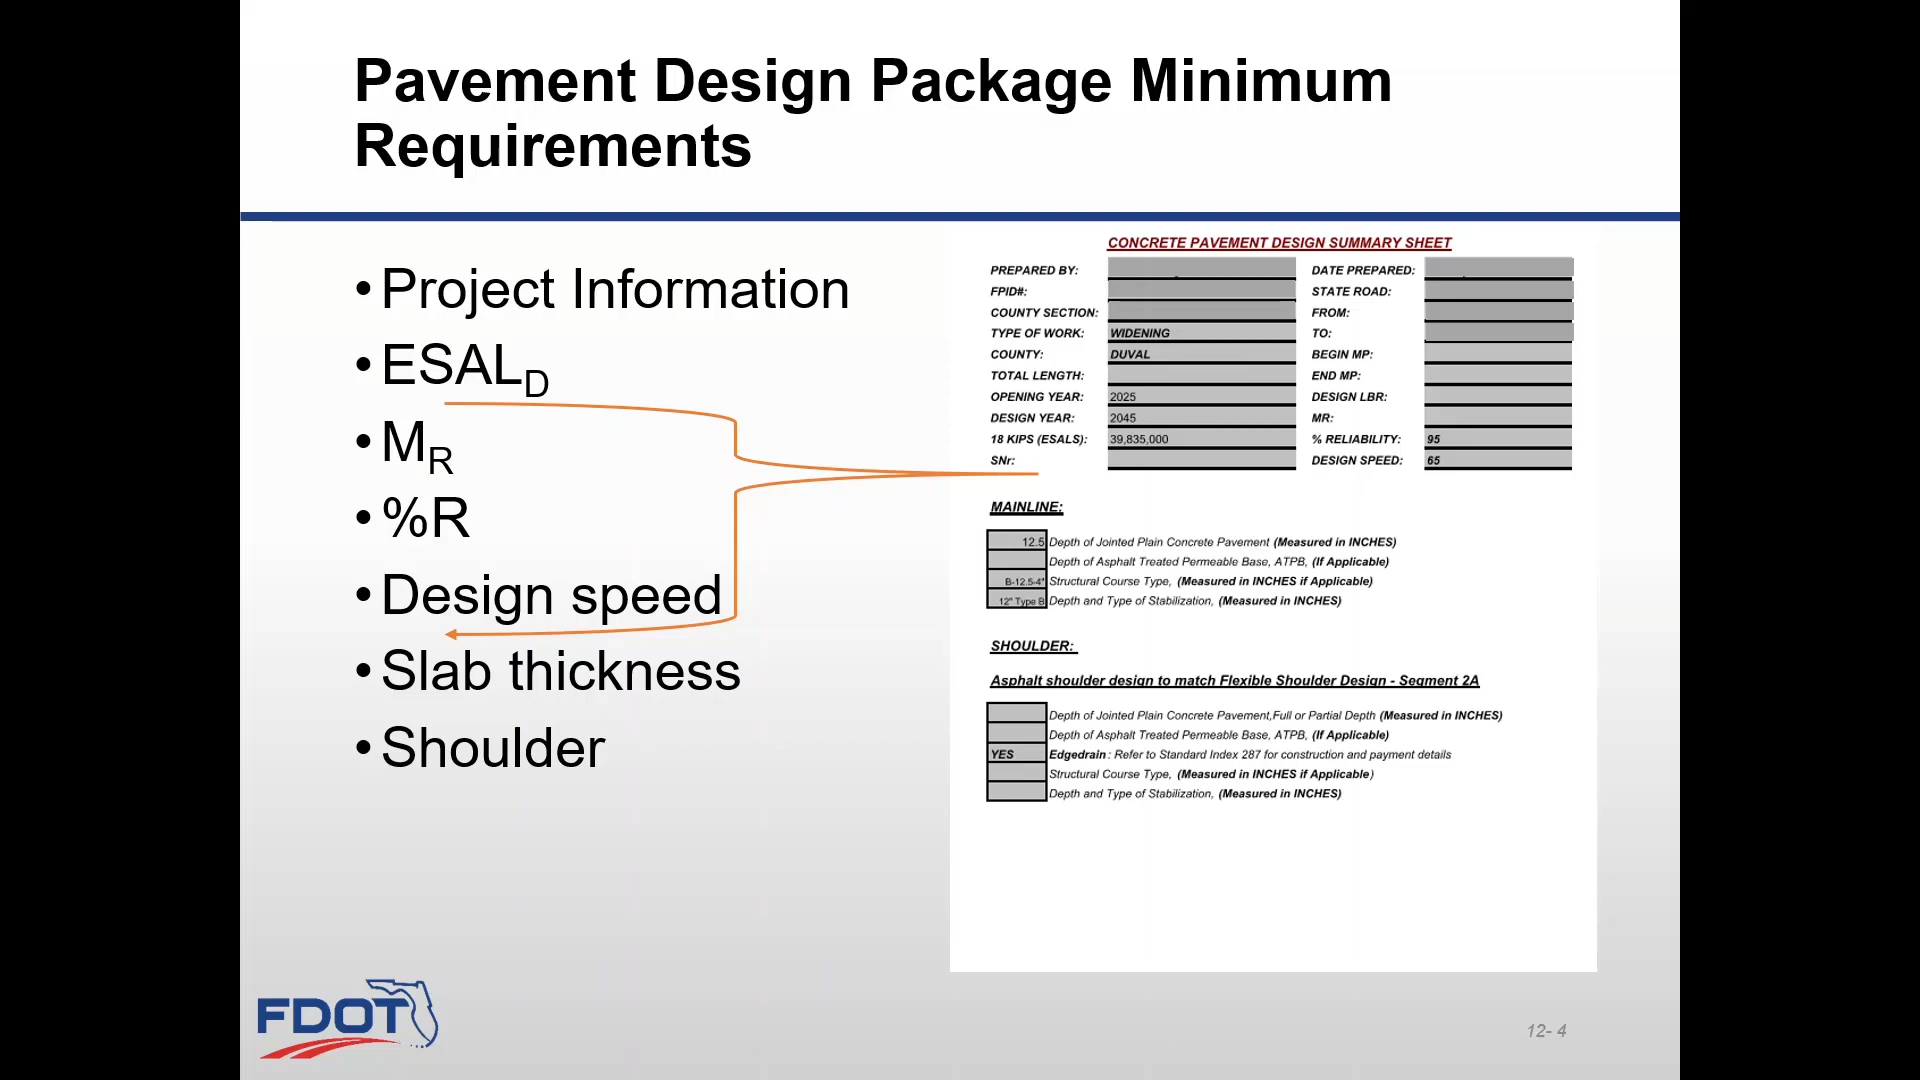 Pavement Design Package Minimum
Requirements
• Project Information
• ESALD
• MR
• %R
• Design speed
• Slab thickness
• Shoulder
CONCRETE PAVEMENT DESIGN SUMMARY SHEET
PREPARED BY: DATE PREPARED:
FPID#: STATE ROAD:
COUNTY SECTION: FROM:
TYPE OF WORK: WIDENING TO:
COUNTY: DUVAL BEGIN MP:
TOTAL LENGTH: END MP:
OPENING YEAR: 2025 DESIGN LBR:
DESIGN YEAR: 2045 MR:
18 KIPS (ESALS): 39,835,000 % RELIABILITY: 95
SNr: DESIGN SPEED: 65
MAINLINE:
12.5 Depth of Jointed Plain Concrete Pavement (Measured in INCHES)
Depth of Asphalt Treated Permeable Base, ATPB, (If Applicable)
B-12.5-4" Structural Course Type, (Measured in INCHES if Applicable)
12" Type B Depth and Type of Stabilization, (Measured in INCHES)
SHOULDER:
Asphalt shoulder design to match Flexible Shoulder Design - Segment 2A
Depth of Jointed Plain Concrete Pavement,Full or Partial Depth (Measured in INCHES)
Depth of Asphalt Treated Permeable Base, ATPB, (If Applicable)
YES Edgedrain : Refer to Standard Index 287 for construction and payment details
Structural Course Type, (Measured in INCHES if Applicable)
Depth and Type of Stabilization, (Measured in INCHES)
FDOT
12- 4